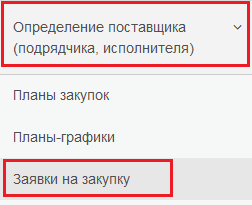 Определение поставщика
(подрядчика, исполнителя)
Планы закупок
Планы-графики
Заявки на закупку